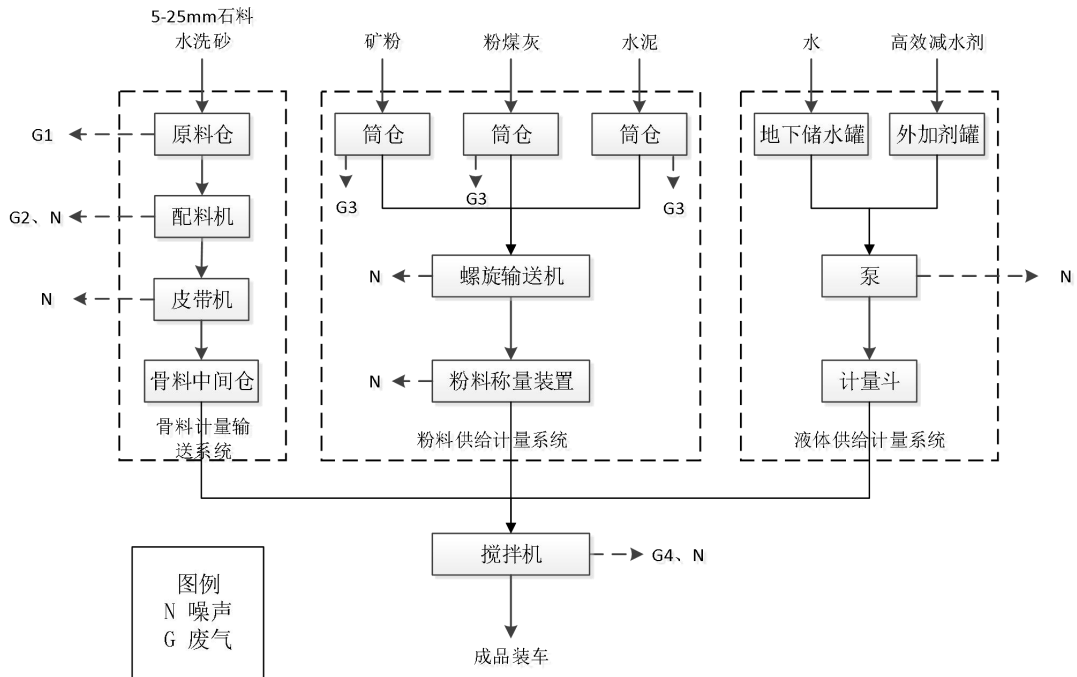 5-25mm石料
水洗砂
矿粉
粉煤灰
水泥
水
高效减水剂
原料仓
G1
配料机
G2、N
皮带机
N
骨料中间仓
骨料计量输
送系统
筒仓
筒仓
筒仓
G3
G3
G3
螺旋输送机
N
粉料称量装置
N
粉料供给计量系统
地下储水罐
外加剂罐
泵
N
计量斗
液体供给计量系统
搅拌机
G4、N
成品装车
图例
N 噪声
G 废气